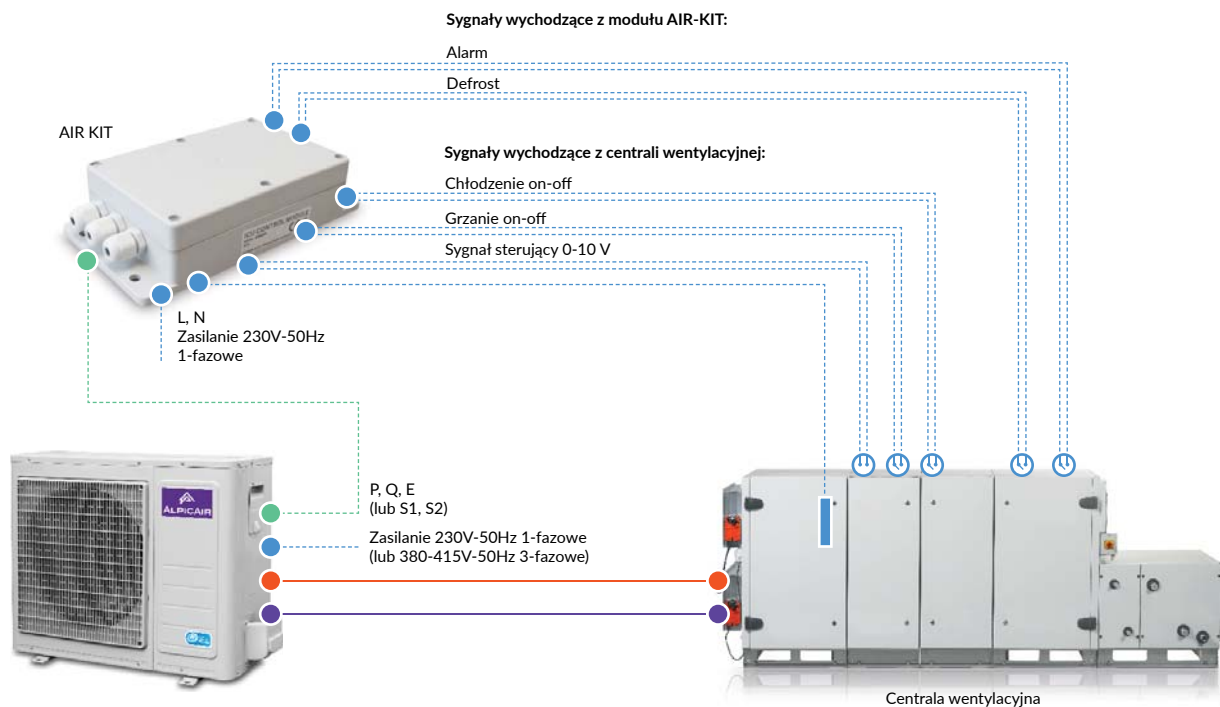 Sygnały wychodzące z modułu AIR-KIT:
Alarm
Defrost
AIR KIT
Sygnały wychodzące z centrali wentylacyjnej:
Chłodzenie on-off
Grzanie on-off
Sygnał sterujący 0-10 V
L, N
Zasilanie 230V-50Hz
1-fazowe
ALPICAIR
P, Q, E
(lub S1, S2)
Zasilanie 230V-50Hz 1-fazowe
(lub 380-415V-50Hz 3-fazowe)
Centrala wentylacyjna